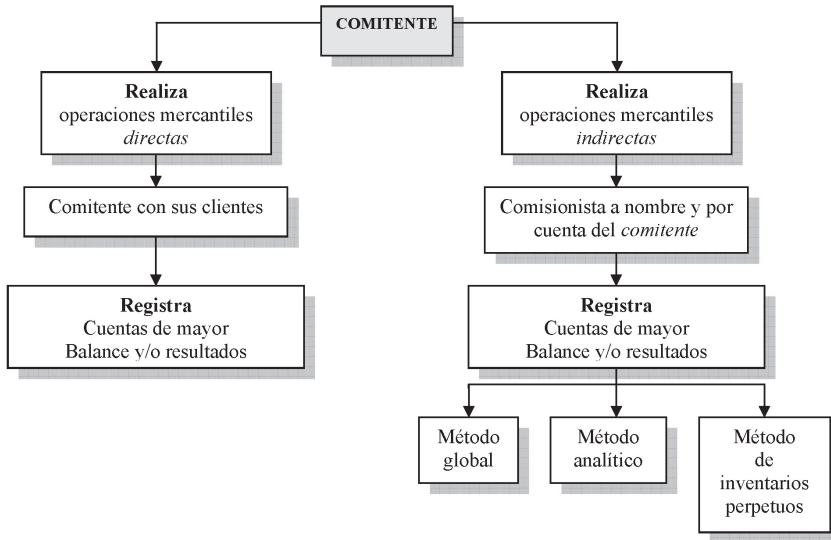 COMITENTE
Realiza
operaciones mercantiles
directas
Realiza
operaciones mercantiles
indirectas
Comitente con sus clientes
Comisionista a nombre y por
cuenta del comitente
Registra
Cuentas de mayor
Balance y/o resultados
Registra
Cuentas de mayor
Balance y/o resultados
Método
global
Método
analítico
Método
de
inventarios
perpetuos